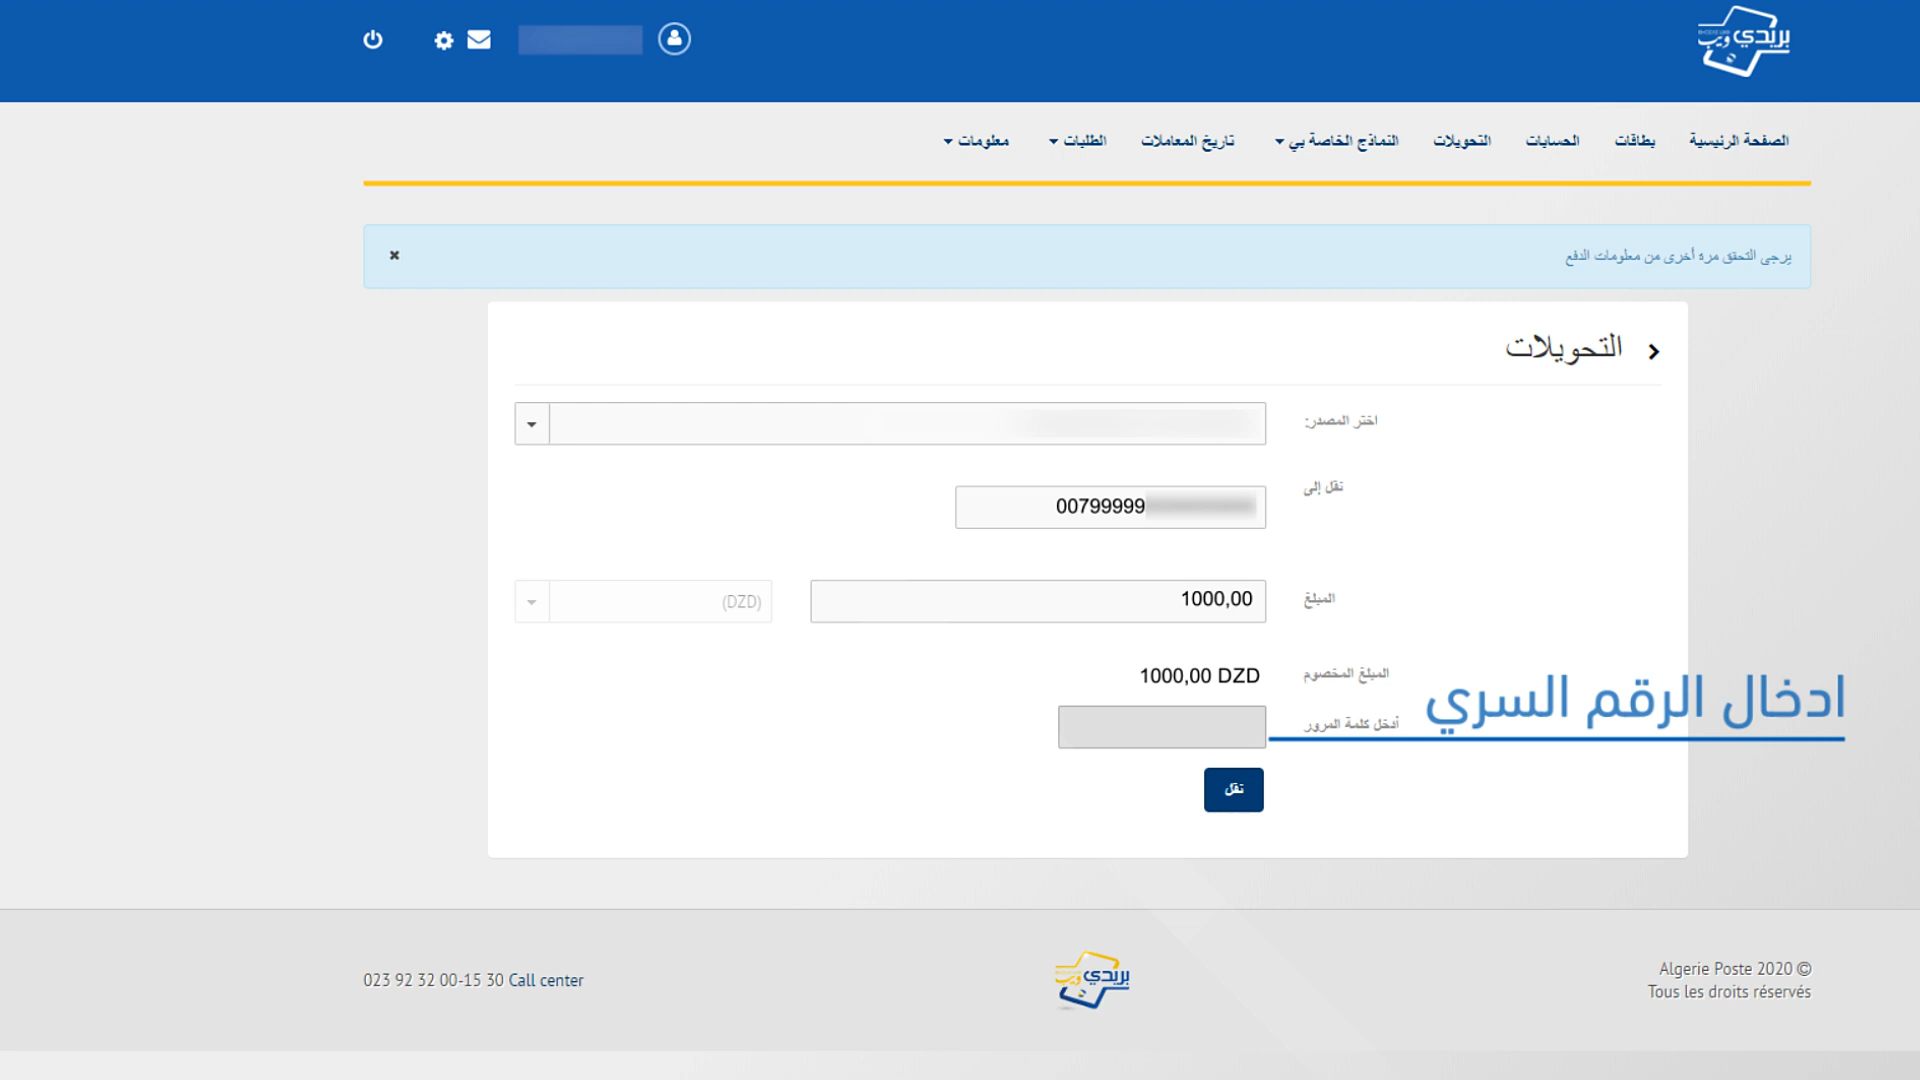 بريدي ويب
الصفحة الرئيسية
بطاقات
الحسابات
التحويلات
النماذج الخاصة بي
تاريخ المعاملات
الطلبات
معلومات
يرجى التحقق مرة أخرى من معلومات الدفع
التحويلات
اختر المصدر:
نقل إلى
00799999
المبلغ
1000,00
(DZD)
المبلغ المخصوم
1000,00 DZD
أدخل كلمة المرور
ادخال الرقم السري
نقل
Algerie Poste 2020 ©
Tous les droits réservés
بريدي ويب
023 92 32 00-15 30 Call center